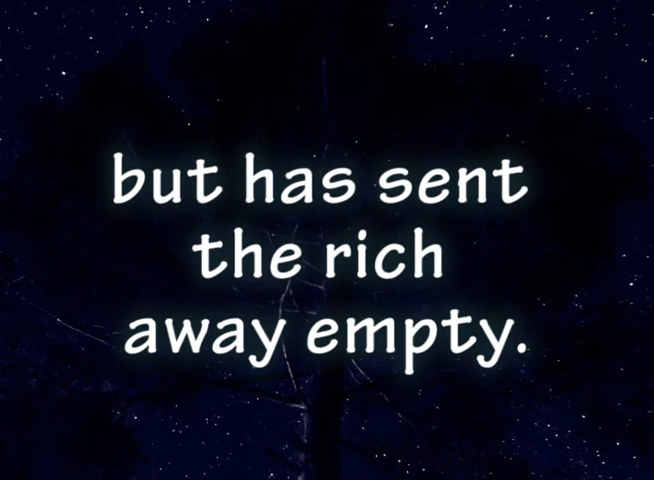 but has sent
the rich
away empty.